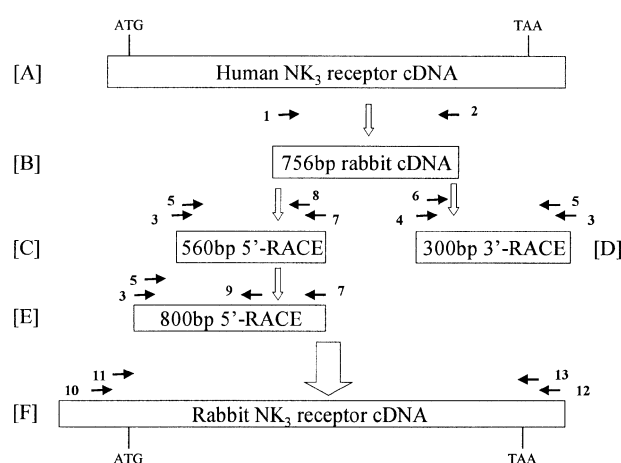 ATG TAA
[A] Human NK3 receptor cDNA
1 2
[B] 756bp rabbit cDNA
5 8 6 5
3 7 4 3
[C] 560bp 5'-RACE 300bp 3'-RACE [D]
5
3 9 7
[E] 800bp 5'-RACE
11 13
10 12
[F] Rabbit NK3 receptor cDNA
ATG TAA